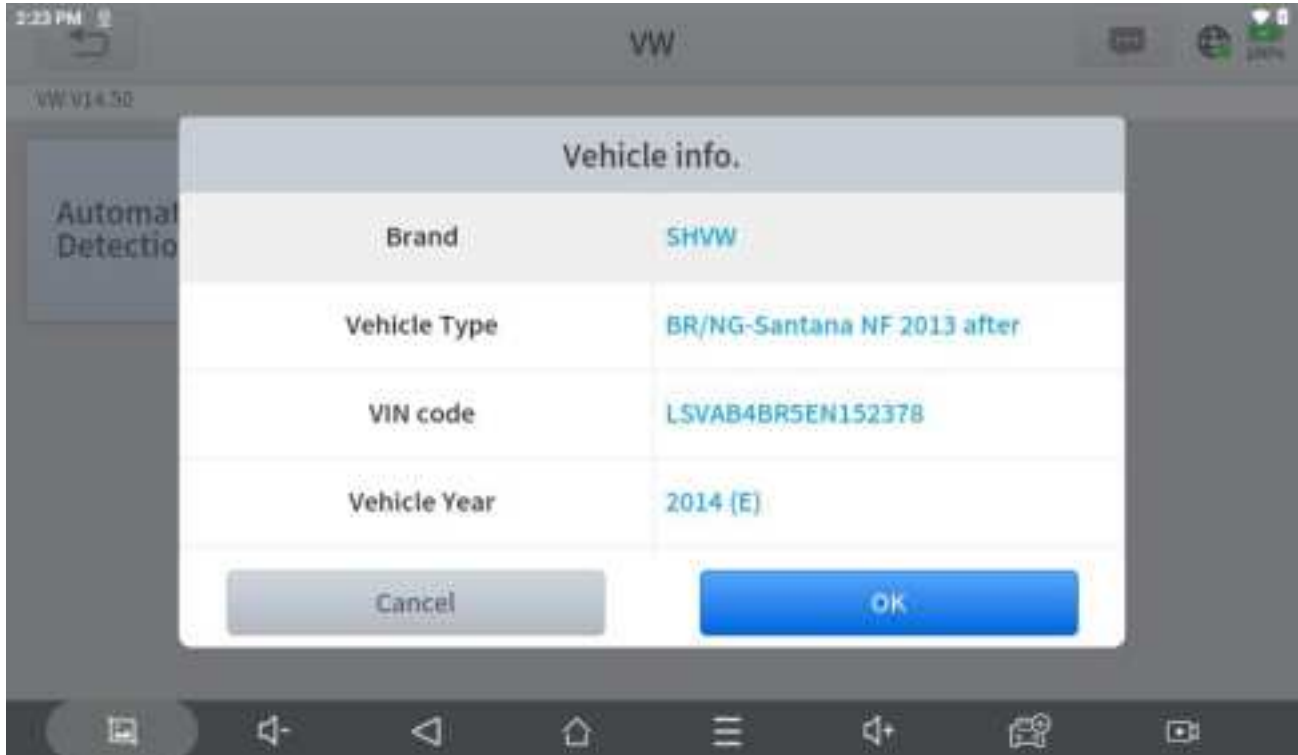 2:23 PM
VW
100%
VW V14.50
Vehicle info.
Automat
Detectio
Brand
SHVW
Vehicle Type
BR/NG-Santana NF 2013 after
VIN code
LSVAB4BR5EN152378
Vehicle Year
2014 (E)
Cancel
OK